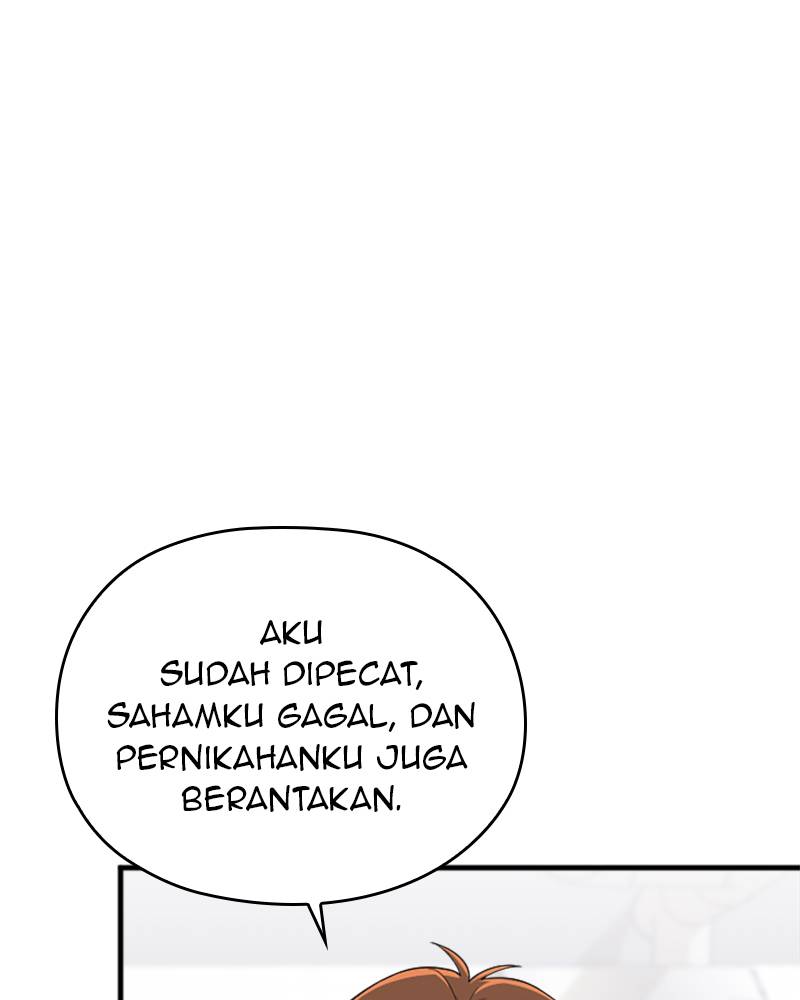 AKU
SUDAH DIPECAT,
SAHAMKU GAGAL, DAN
PERNIKAHANKU JUGA
BERANTAKAN.